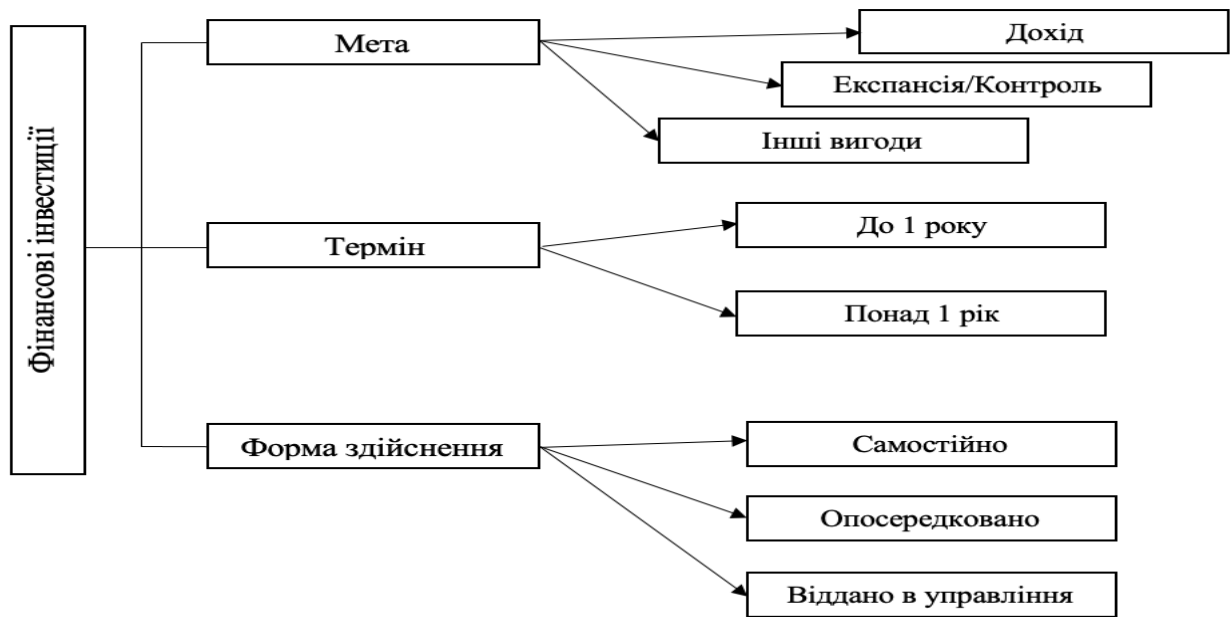 Фінансові інвестиції
Мета
Дохід
Експансія/Контроль
Інші вигоди
Термін
До 1 року
Понад 1 рік
Форма здійснення
Самостійно
Опосередковано
Віддано в управління